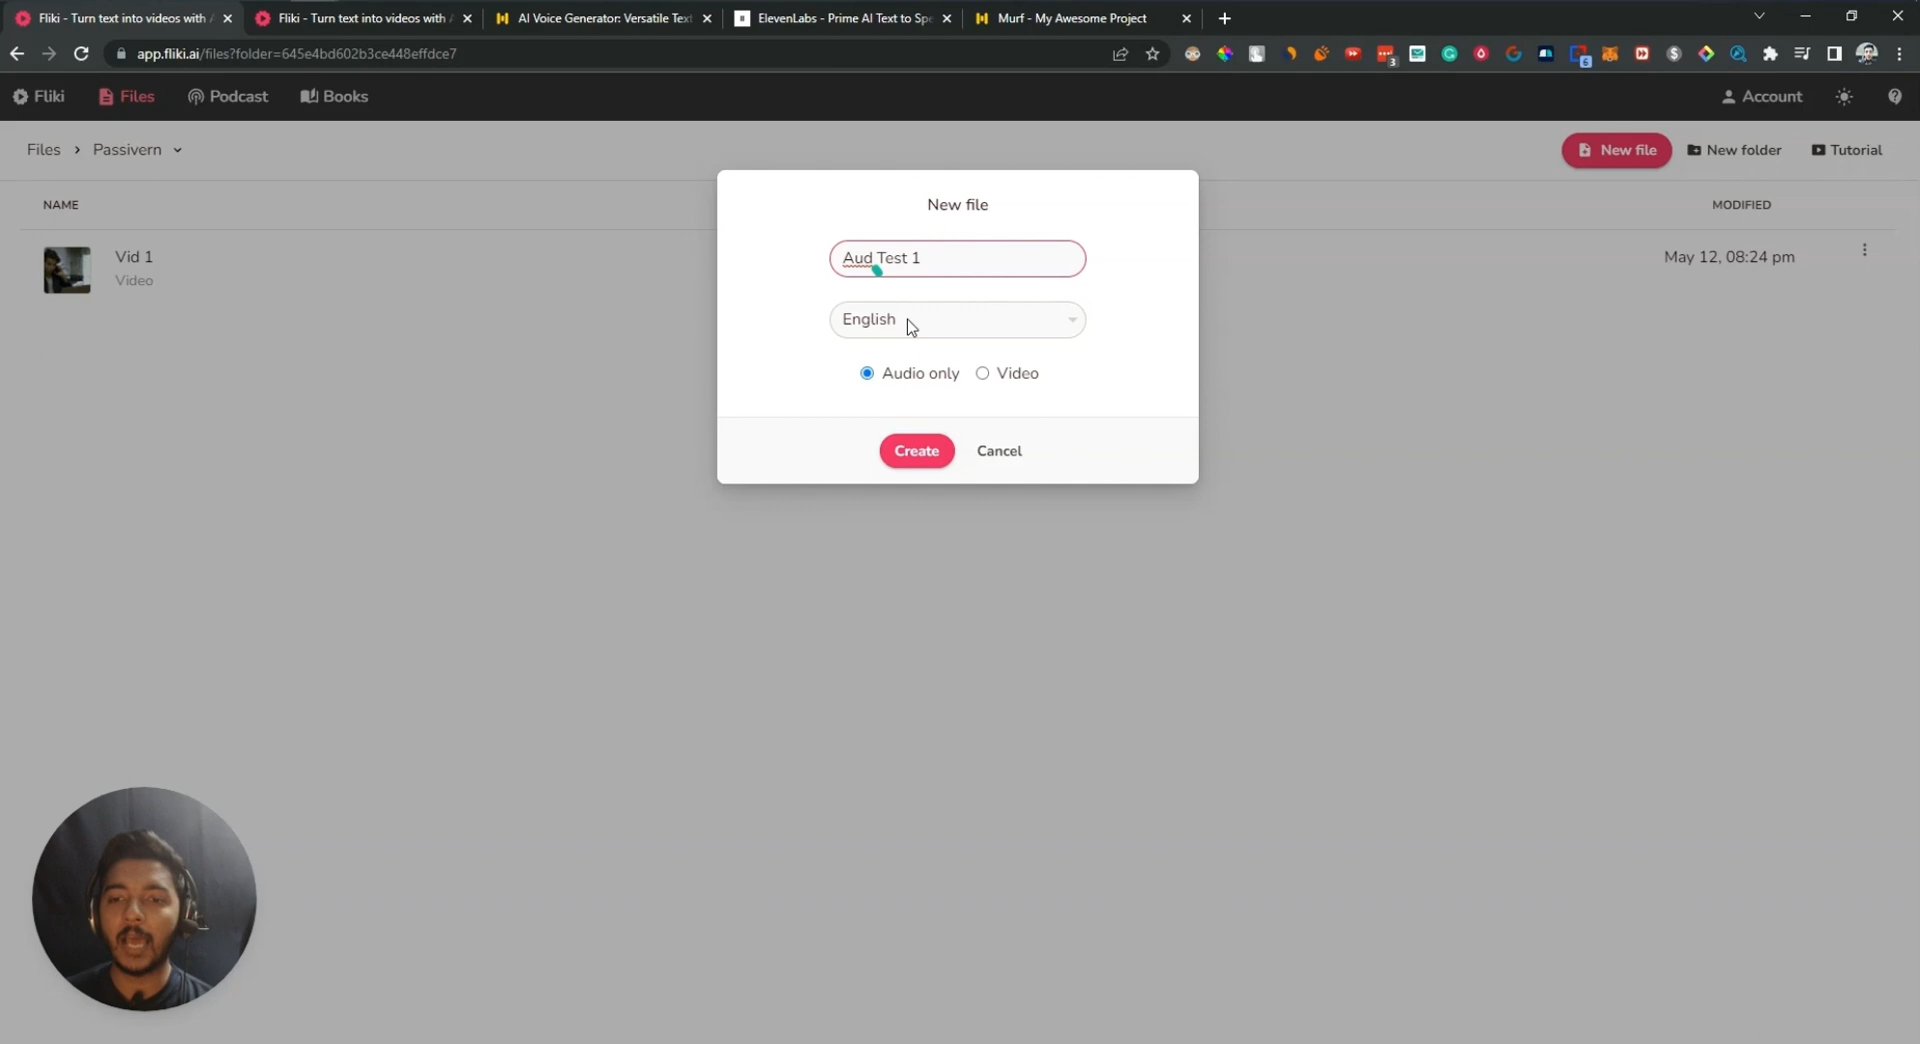 Fliki - Turn text into videos with A
Fliki - Turn text into videos with A
AI Voice Generator: Versatile Text
ElevenLabs - Prime AI Text to Spe
Murf - My Awesome Project
app.fliki.ai/files?folder=645e4bd602b3ce448effdce7
3
6
Fliki
Files
Podcast
Books
Account
Files > Passivern
New file
New folder
Tutorial
NAME
MODIFIED
Vid 1
Video
May 12, 08:24 pm
New file
Aud Test 1
English
Audio only
Video
Create
Cancel